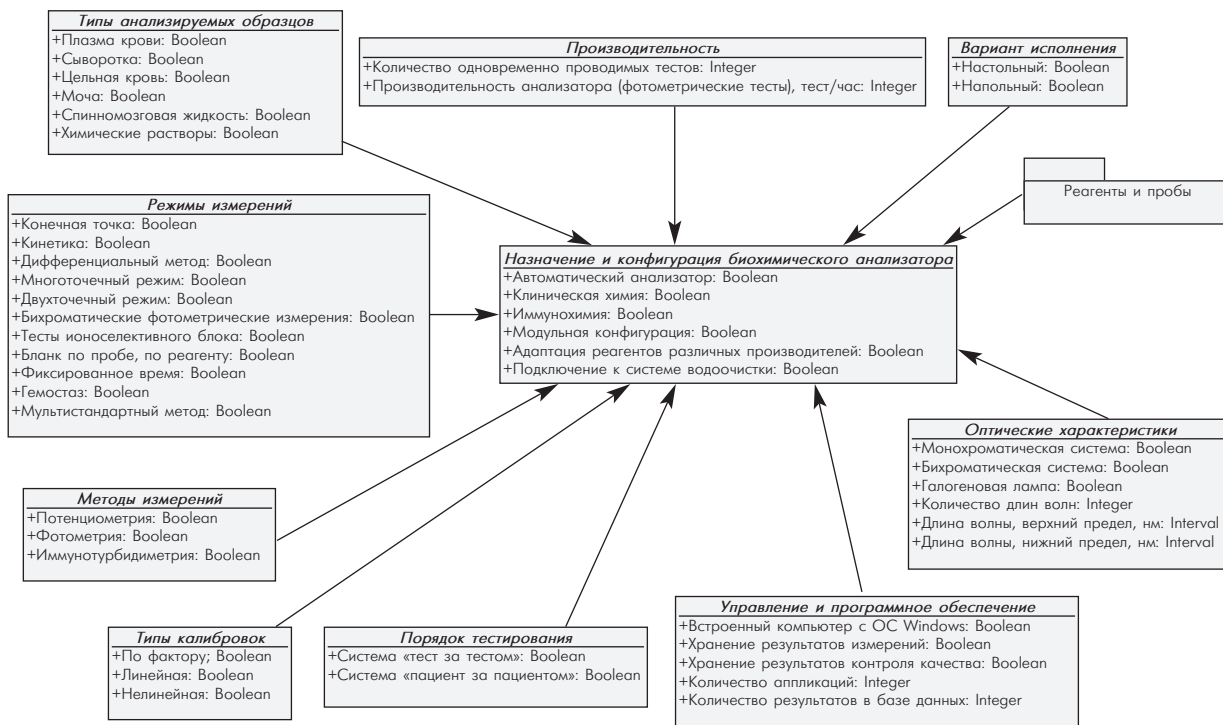 Типы анализируемых образцов
+Плазма крови: Boolean
+Сыворотка: Boolean
+Цельная кровь: Boolean
+Моча: Boolean
+Спинномозговая жидкость: Boolean
+Химические растворы: Boolean
Производительность
+Количество одновременно проводимых тестов: Integer
+Производительность анализатора (фотометрические тесты), тест/час: Integer
Вариант исполнения
+Настольный: Boolean
+Напольный: Boolean
Реагенты и пробы
Режимы измерений
+Конечная точка: Boolean
+Кинетика: Boolean
+Дифференциальный метод: Boolean
+Многоточечный режим: Boolean
+Двухточечный режим: Boolean
+Бихроматические фотометрические измерения: Boolean
+Тесты ионоселективного блока: Boolean
+Бланк по пробе, по реагенту: Boolean
+Фиксированное время: Boolean
+Гемостаз: Boolean
+Мультистандартный метод: Boolean
Назначение и конфигурация биохимического анализатора
+Автоматический анализатор: Boolean
+Клиническая химия: Boolean
+Иммунохимия: Boolean
+Модульная конфигурация: Boolean
+Адаптация реагентов различных производителей: Boolean
+Подключение к системе водоочистки: Boolean
Оптические характеристики
+Монохроматическая система: Boolean
+Бихроматическая система: Boolean
+Галогеновая лампа: Boolean
+Количество длин волн: Integer
+Длина волны, верхний предел, нм: Interval
+Длина волны, нижний предел, нм: Interval
Методы измерений
+Потенциометрия: Boolean
+Фотометрия: Boolean
+Иммунотурбидиметрия: Boolean
Типы калибровок
+По фактору; Boolean
+Линейная: Boolean
+Нелинейная: Boolean
Порядок тестирования
+Система «тест за тестом»: Boolean
+Система «пациент за пациентом»: Boolean
Управление и программное обеспечение
+Встроенный компьютер с ОС Windows: Boolean
+Хранение результатов измерений: Boolean
+Хранение результатов контроля качества: Boolean
+Количество аппликаций: Integer
+Количество результатов в базе данных: Integer